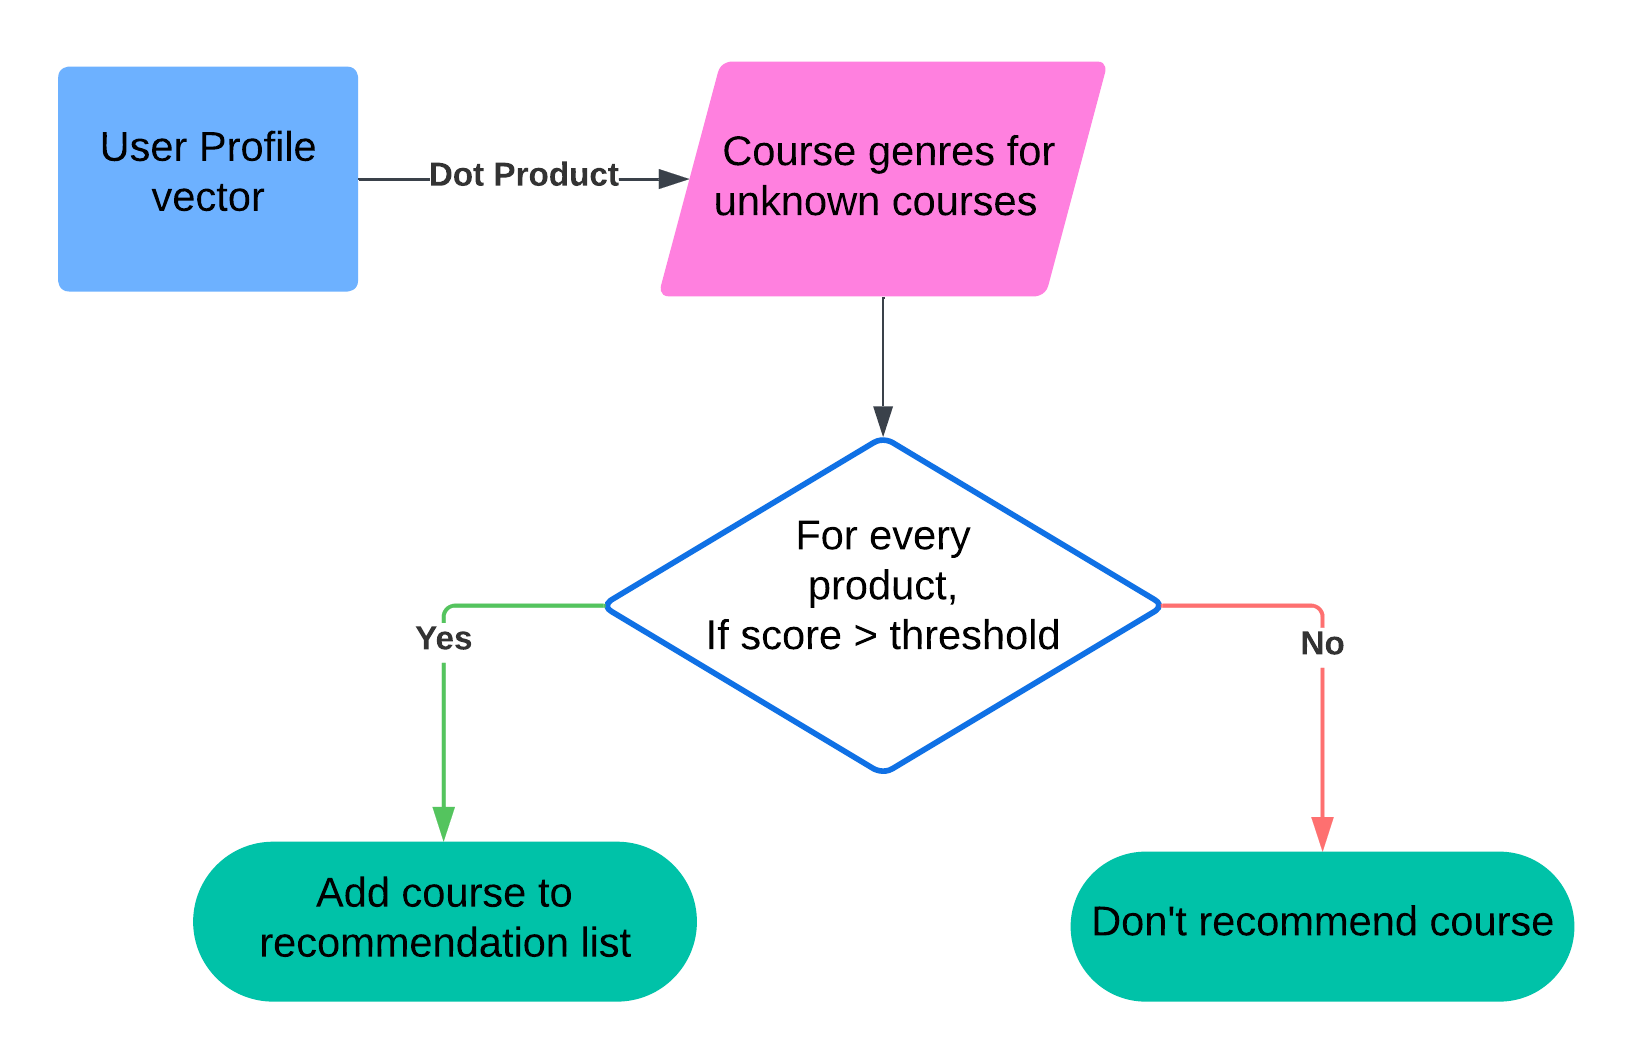 User Profile
vector
Dot Product
Course genres for
unknown courses
For every
product,
If score > threshold
Yes
No
Add course to
recommendation list
Don't recommend course